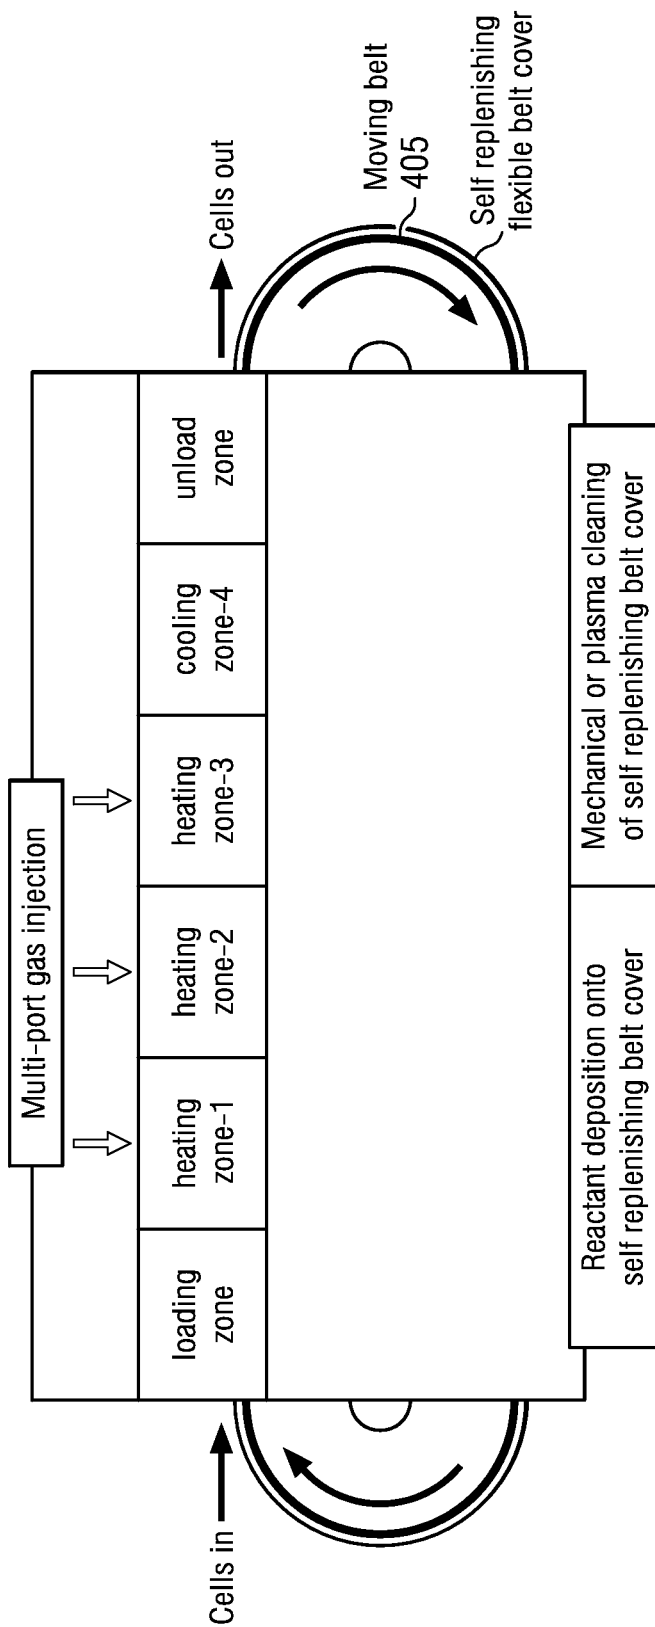 Multi-port gas injection
Cells in
loading
zone
heating
zone-1
heating
zone-2
heating
zone-3
cooling
zone-4
unload
zone
Cells out
Moving belt
405
Self replenishing
flexible belt cover
Reactant deposition onto
self replenishing belt cover
Mechanical or plasma cleaning
of self replenishing belt cover